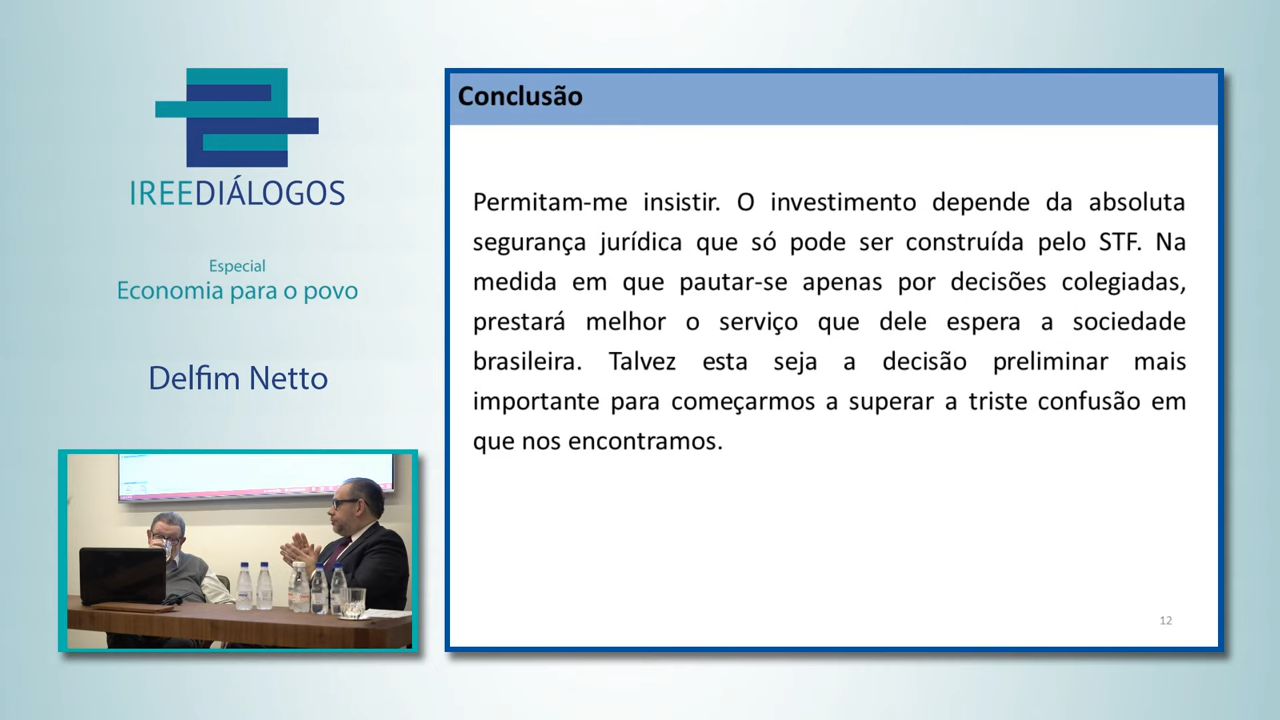 IREEDIÁLOGOS
Especial
Economia para o povo
Delfim Netto
Conclusão
Permitam-me insistir. O investimento depende da absoluta
segurança jurídica que só pode ser construída pelo STF. Na
medida em que pautar-se apenas por decisões colegiadas,
prestará melhor o serviço que dele espera a sociedade
brasileira. Talvez esta seja a decisão preliminar mais
importante para começarmos a superar a triste confusão em
que nos encontramos.
12